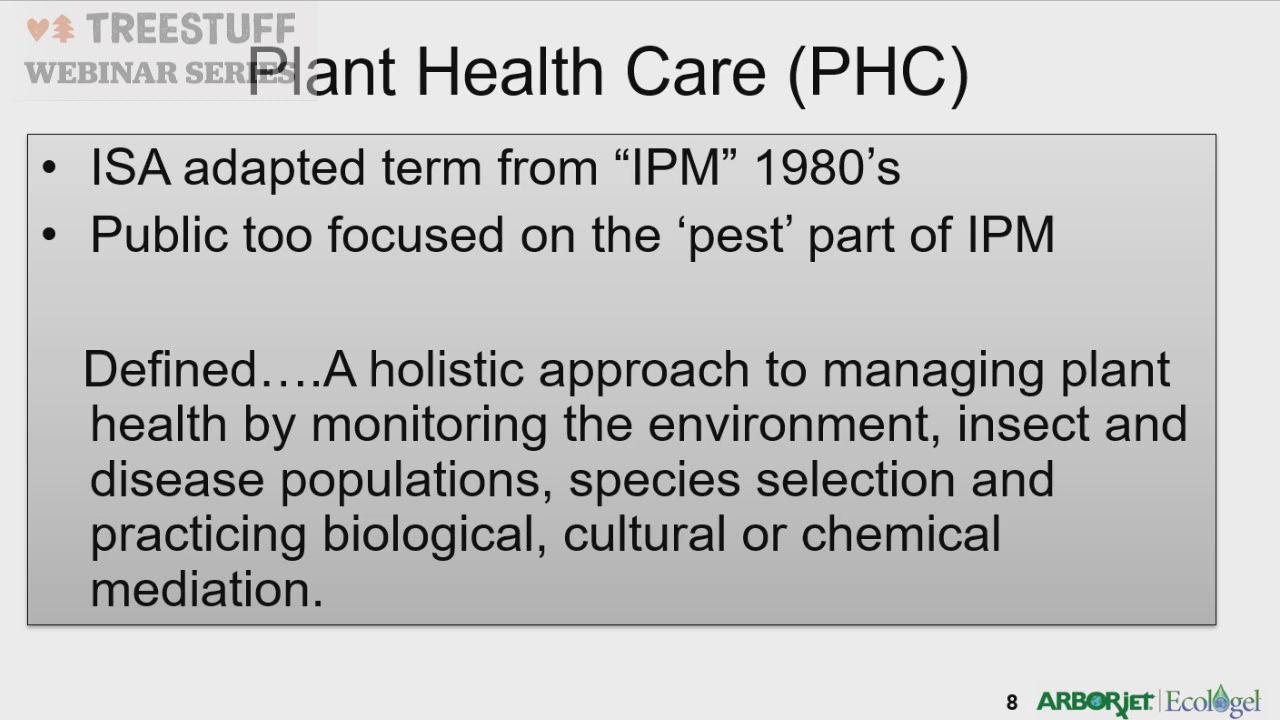 TREESTUFF
WEBINAR SERIES
Plant Health Care (PHC)
• ISA adapted term from “IPM” 1980’s
• Public too focused on the ‘pest’ part of IPM
Defined….A holistic approach to managing plant
health by monitoring the environment, insect and
disease populations, species selection and
practicing biological, cultural or chemical
mediation.
8 ARBORjet | Ecologel